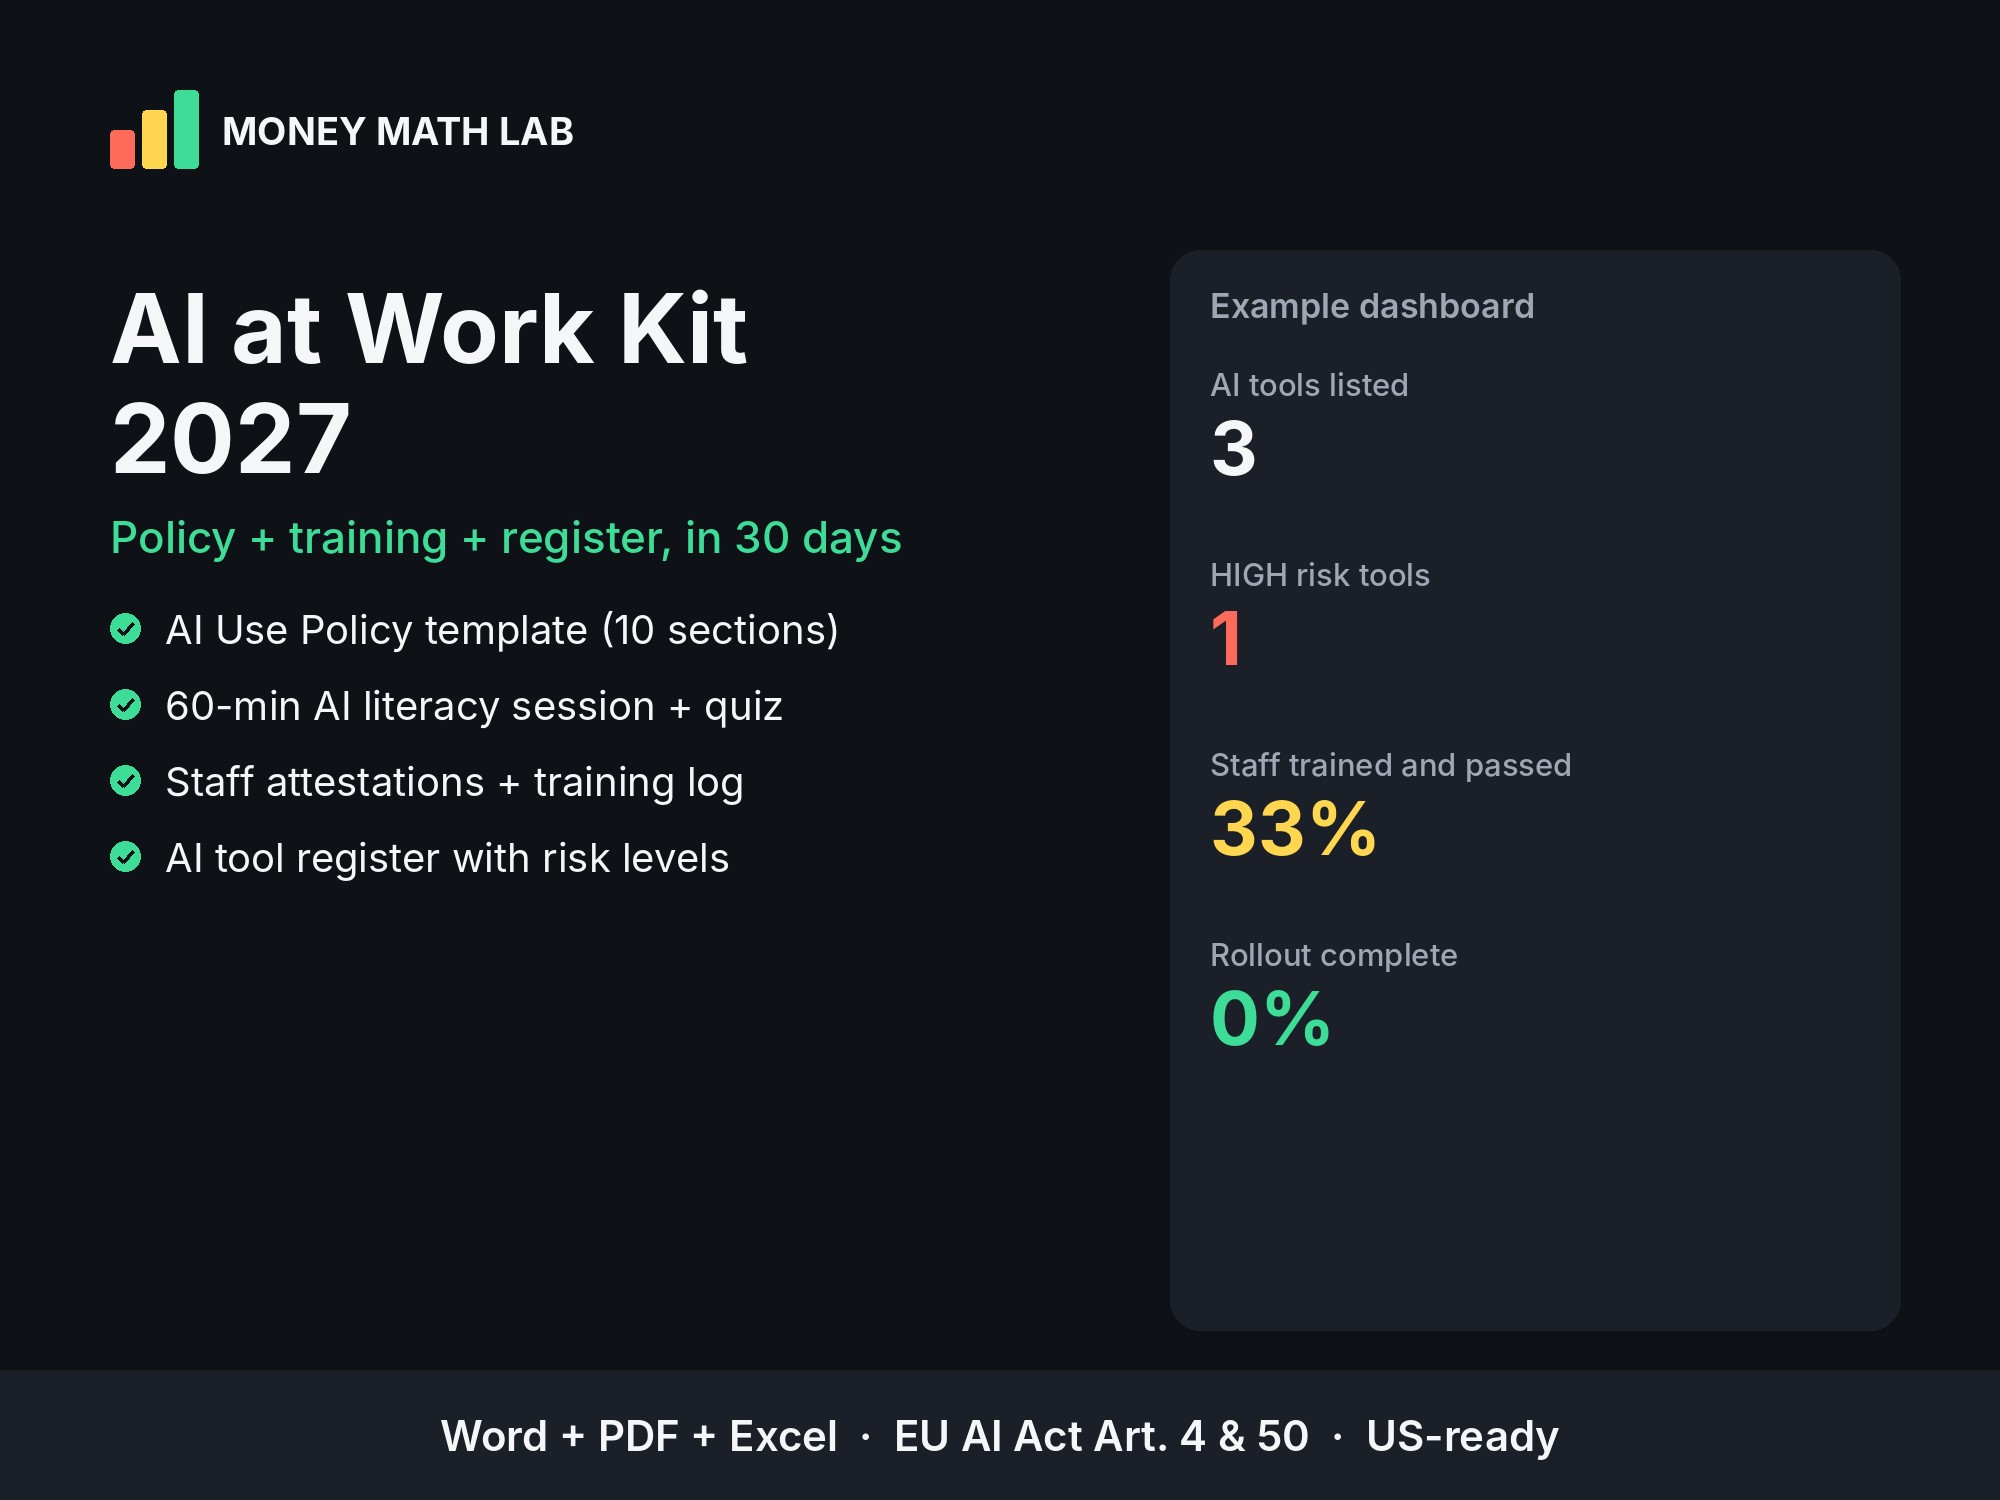 MONEY MATH LAB
AI at Work Kit
2027
Policy + training + register, in 30 days
AI Use Policy template (10 sections)
60-min AI literacy session + quiz
Staff attestations + training log
AI tool register with risk levels
Example dashboard
AI tools listed
3
HIGH risk tools
1
Staff trained and passed
33%
Rollout complete
0%
Word + PDF + Excel · EU AI Act Art. 4 & 50 · US-ready